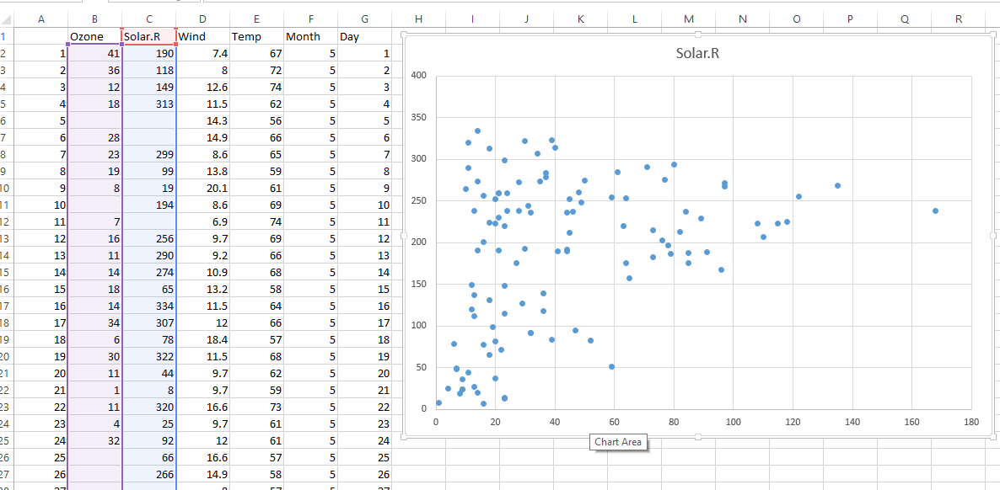 A B C D E F G H I J K L M N O P Q R
1 Ozone Solar.R Wind Temp Month Day
2 1 41 190 7.4 67 5 1
3 2 36 118 8 72 5 2
4 3 12 149 12.6 74 5 3
5 4 18 313 11.5 62 5 4
6 5 14.3 56 5 5
7 6 28 14.9 66 5 6
8 7 23 299 8.6 65 5 7
9 8 19 99 13.8 59 5 8
10 9 8 19 20.1 61 5 9
11 10 194 8.6 69 5 10
12 11 7 6.9 74 5 11
13 12 16 256 9.7 69 5 12
14 13 11 290 9.2 66 5 13
15 14 14 274 10.9 68 5 14
16 15 18 65 13.2 58 5 15
17 16 14 334 11.5 64 5 16
18 17 34 307 12 66 5 17
19 18 6 78 18.4 57 5 18
20 19 30 322 11.5 68 5 19
21 20 11 44 9.7 62 5 20
22 21 1 8 9.7 59 5 21
23 22 11 320 16.6 73 5 22
24 23 4 25 9.7 61 5 23
25 24 32 92 12 61 5 24
26 25 66 16.6 57 5 25
27 26 266 14.9 58 5 26
Solar.R
400
350
300
250
200
150
100
50
0
0 20 40 60 80 100 120 140 160 180
Chart Area